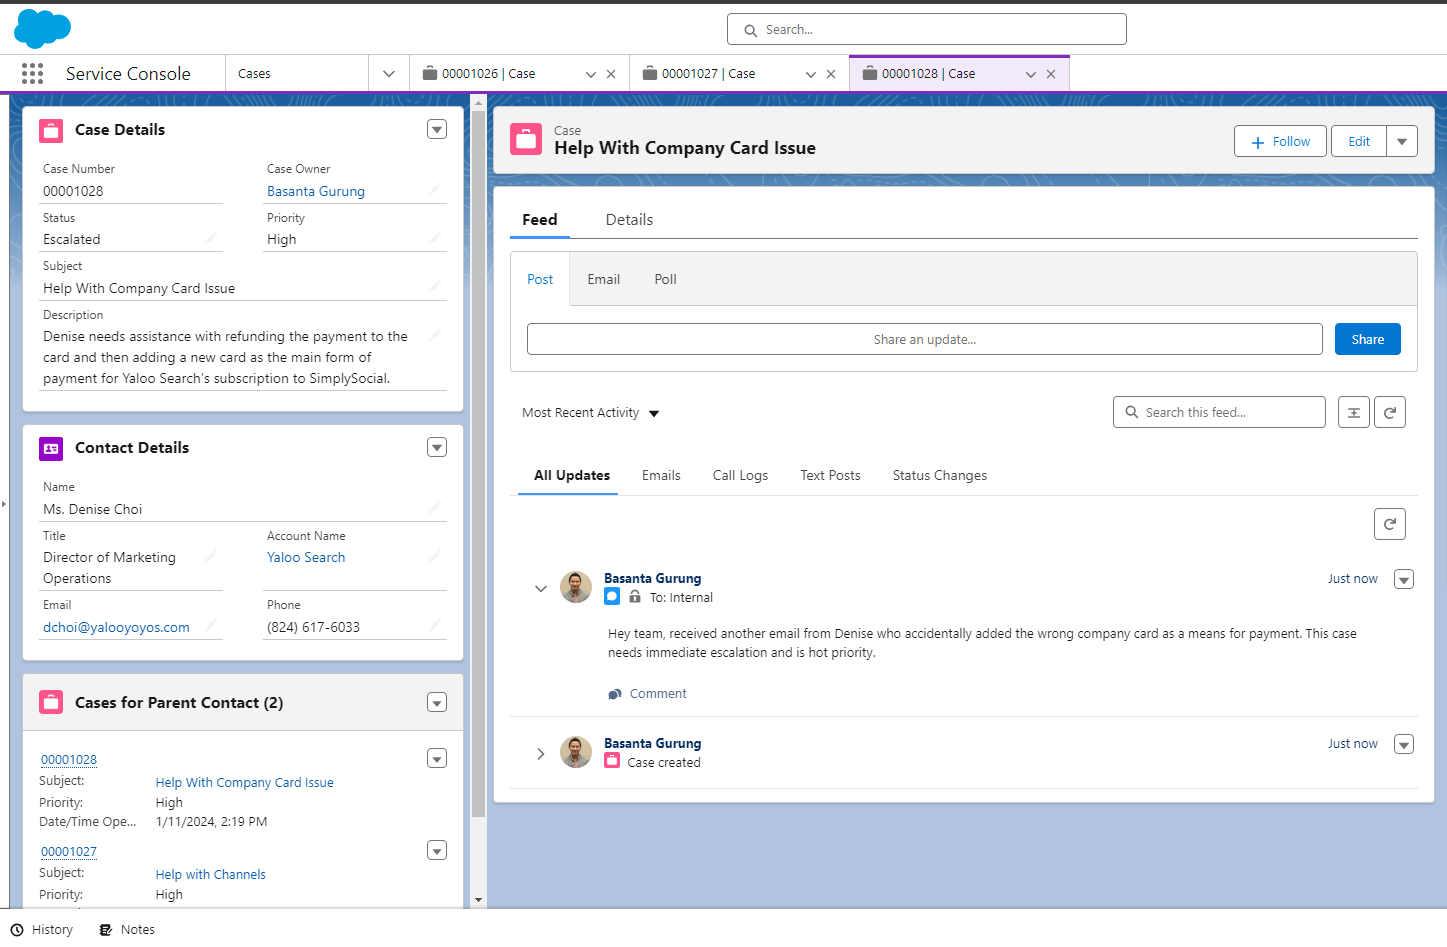 Search...
Service Console
Cases
00001026 | Case
00001027 | Case
00001028 | Case
Case Details
Case Number
Case Owner
00001028
Basanta Gurung
Status
Priority
Escalated
High
Subject
Help With Company Card Issue
Description
Denise needs assistance with refunding the payment to the
card and then adding a new card as the main form of
payment for Yaloo Search's subscription to SimplySocial.
Contact Details
Name
Ms. Denise Choi
Title
Account Name
Director of Marketing
Operations
Yaloo Search
Email
Phone
dchoi@yalooyoyos.com
(824) 617-6033
Cases for Parent Contact (2)
00001028
Subject:
Help With Company Card Issue
Priority:
High
Date/Time Ope...
1/11/2024, 2:19 PM
00001027
Subject:
Help with Channels
Priority:
High
Case
Help With Company Card Issue
Follow
Edit
Feed
Details
Post
Email
Poll
Share an update...
Share
Most Recent Activity
Search this feed...
All Updates
Emails
Call Logs
Text Posts
Status Changes
Basanta Gurung
Just now
To: Internal
Hey team, received another email from Denise who accidentally added the wrong company card as a means for payment. This case
needs immediate escalation and is hot priority.
Comment
Basanta Gurung
Just now
Case created
History
Notes